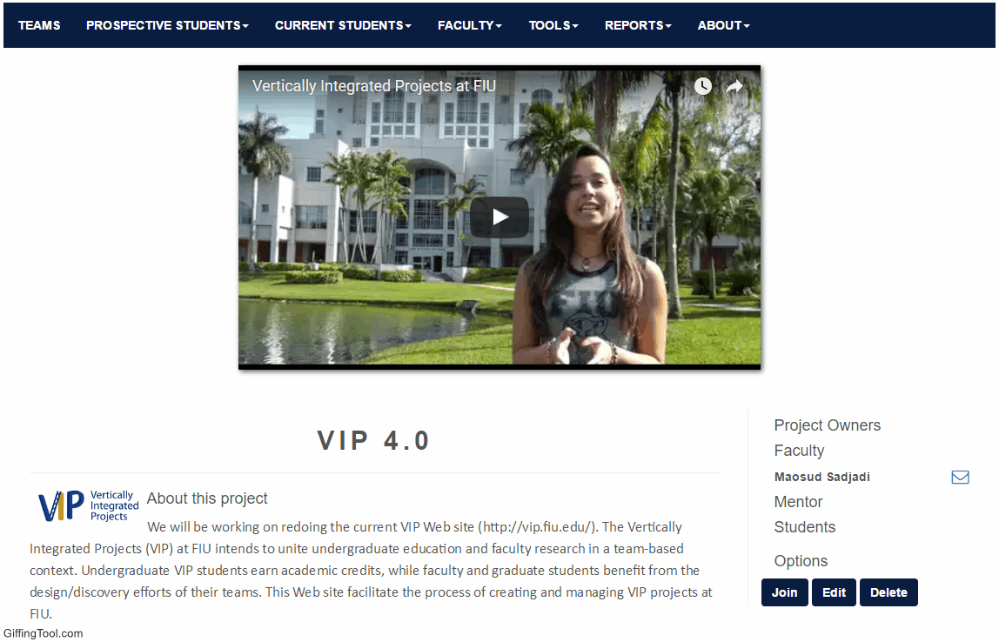 TEAMS PROSPECTIVE STUDENTS CURRENT STUDENTS FACULTY TOOLS REPORTS ABOUT
Vertically Integrated Projects at FIU
FIU
VIP 4.0
VIP Vertically
Integrated
Projects
About this project
We will be working on redoing the current VIP Web site (http://vip.fiu.edu/). The Vertically
Integrated Projects (VIP) at FIU intends to unite undergraduate education and faculty research in a team-based
context. Undergraduate VIP students earn academic credits, while faculty and graduate students benefit from the
design/discovery efforts of their teams. This Web site facilitate the process of creating and managing VIP projects at
FIU.
Project Owners
Faculty
Maosud Sadjadi
Mentor
Students
Options
Join Edit Delete
GiffingTool.com